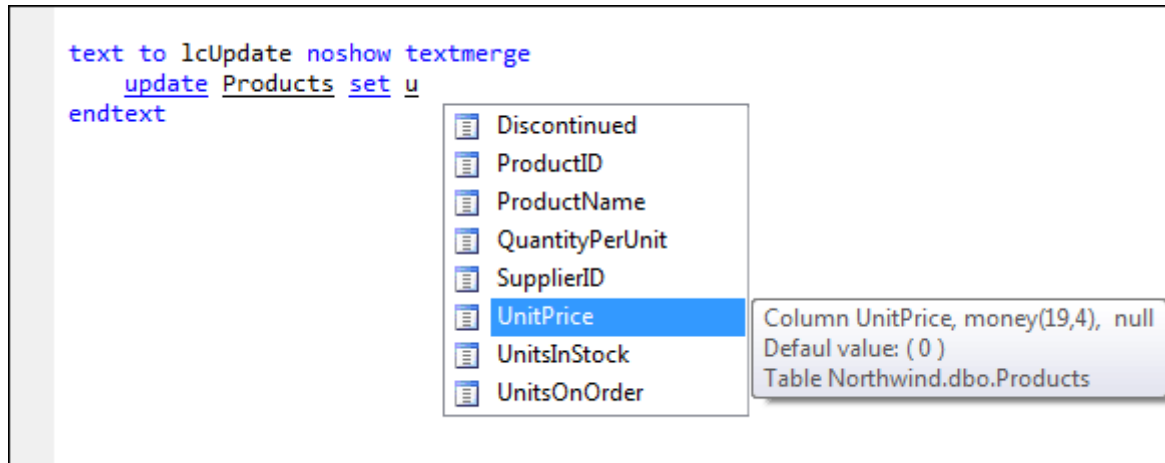 text to lcUpdate noshow textmerge
update Products set u
endtext
Discontinued
ProductID
ProductName
QuantityPerUnit
SupplierID
UnitPrice
UnitsInStock
UnitsOnOrder
Column UnitPrice, money(19,4), null
Defaul value: ( 0 )
Table Northwind.dbo.Products